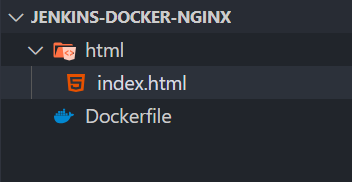 JENKINS-DOCKER-NGINX
html
index.html
Dockerfile